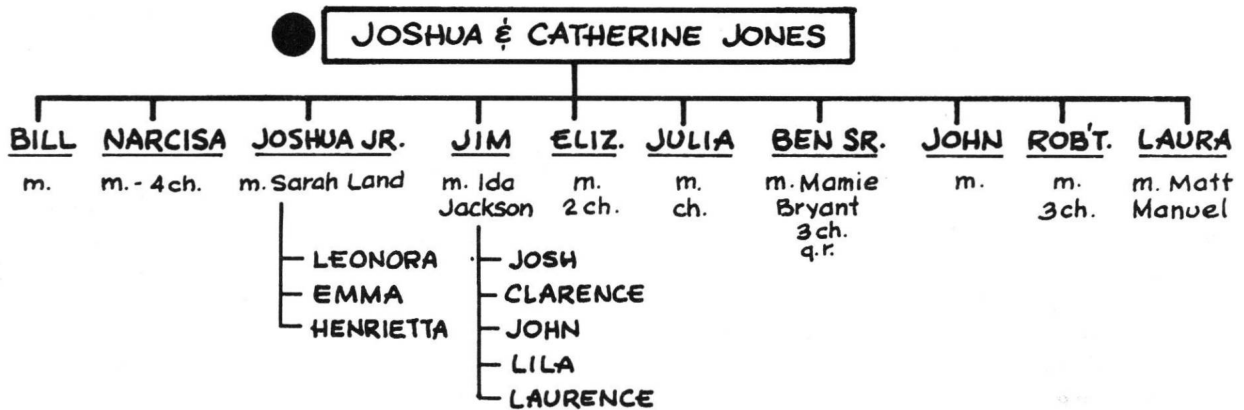 JOSHUA & CATHERINE JONES
BILL NARCISA JOSHUA JR. JIM ELIZ. JULIA BEN SR. JOHN ROB'T. LAURA
m. m. - 4 ch. m. Sarah Land m. Ida m. m. m. Mamie m. m. m. Matt
Jackson 2 ch. ch. Bryant 3 ch. Manuel
3 ch.
q.r.
LEONORA JOSH
EMMA CLARENCE
HENRIETTA JOHN
LILA
LAURENCE